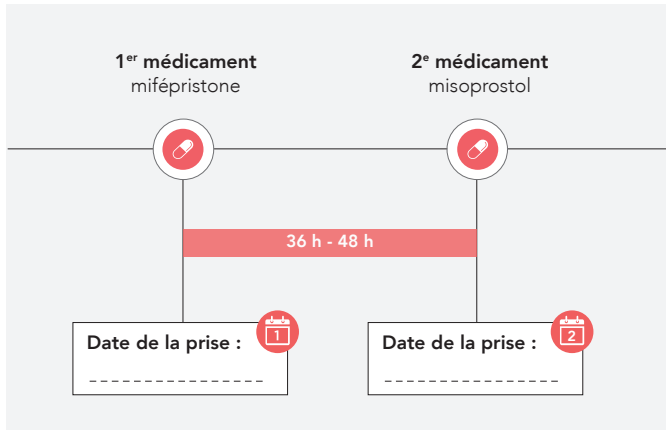 1er médicament
mifépristone
2e médicament
misoprostol
36 h - 48 h
Date de la prise :
1
_ _ _ _ _ _ _ _ _ _ _ _ _ _ _ _
Date de la prise :
2
_ _ _ _ _ _ _ _ _ _ _ _ _ _ _ _